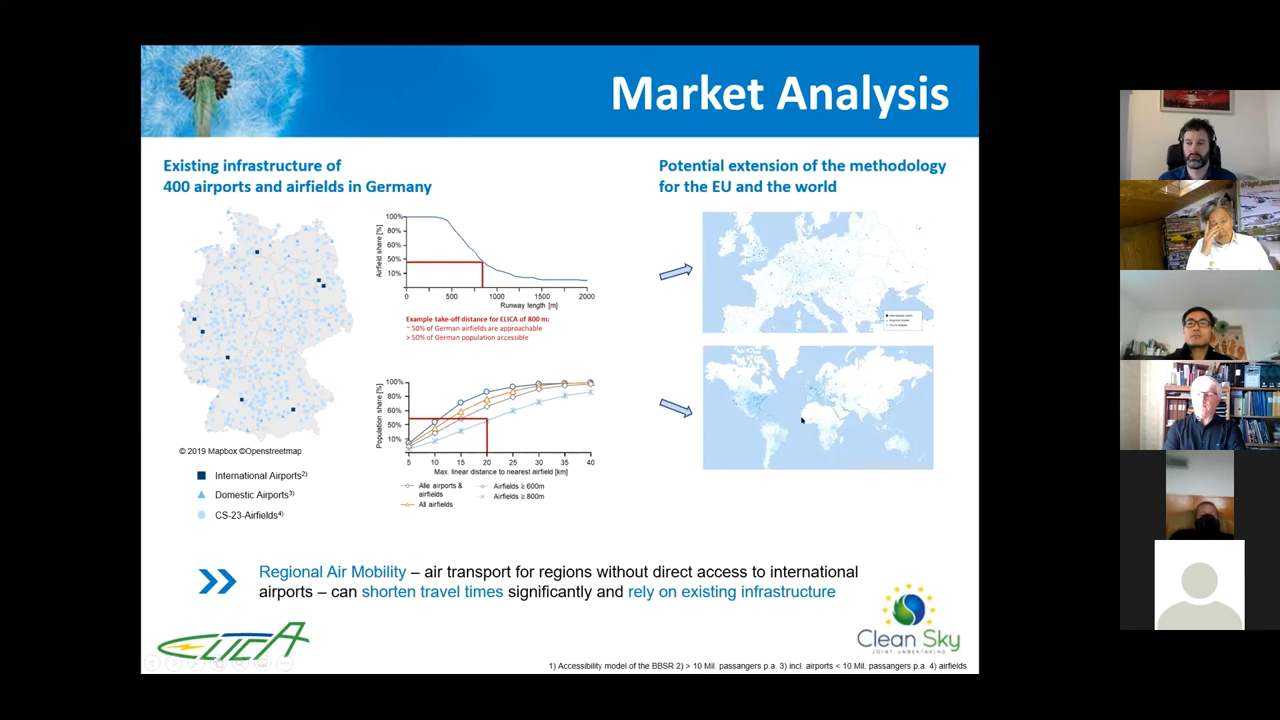 Market Analysis
Existing infrastructure of
400 airports and airfields in Germany
Potential extension of the methodology
for the EU and the world
© 2019 Mapbox ©Openstreetmap
International Airports2)
Domestic Airports3)
CS-23-Airfields4)
Airfield share [%]
100%
80%
60%
50%
10%
0 500 1000 1500 2000
Runway length [m]
Example take-off distance for ELICA of 800 m:
~ 50% of German airfields are approachable
> 50% of German population accessible
Population share [%]
100%
80%
60%
50%
10%
5 10 15 20 25 30 35 40
Max. linear distance to nearest airfield [km]
Alle airports &
airfields
All airfields
Airfields ≥ 600m
Airfields ≥ 800m
Regional Air Mobility – air transport for regions without direct access to international
airports – can shorten travel times significantly and rely on existing infrastructure
ELICA
Clean Sky
JOINT UNDERTAKING
1) Accessibility model of the BBSR 2) > 10 Mil. passengers p.a. 3) incl. airports < 10 Mil. passengers p.a. 4) airfields